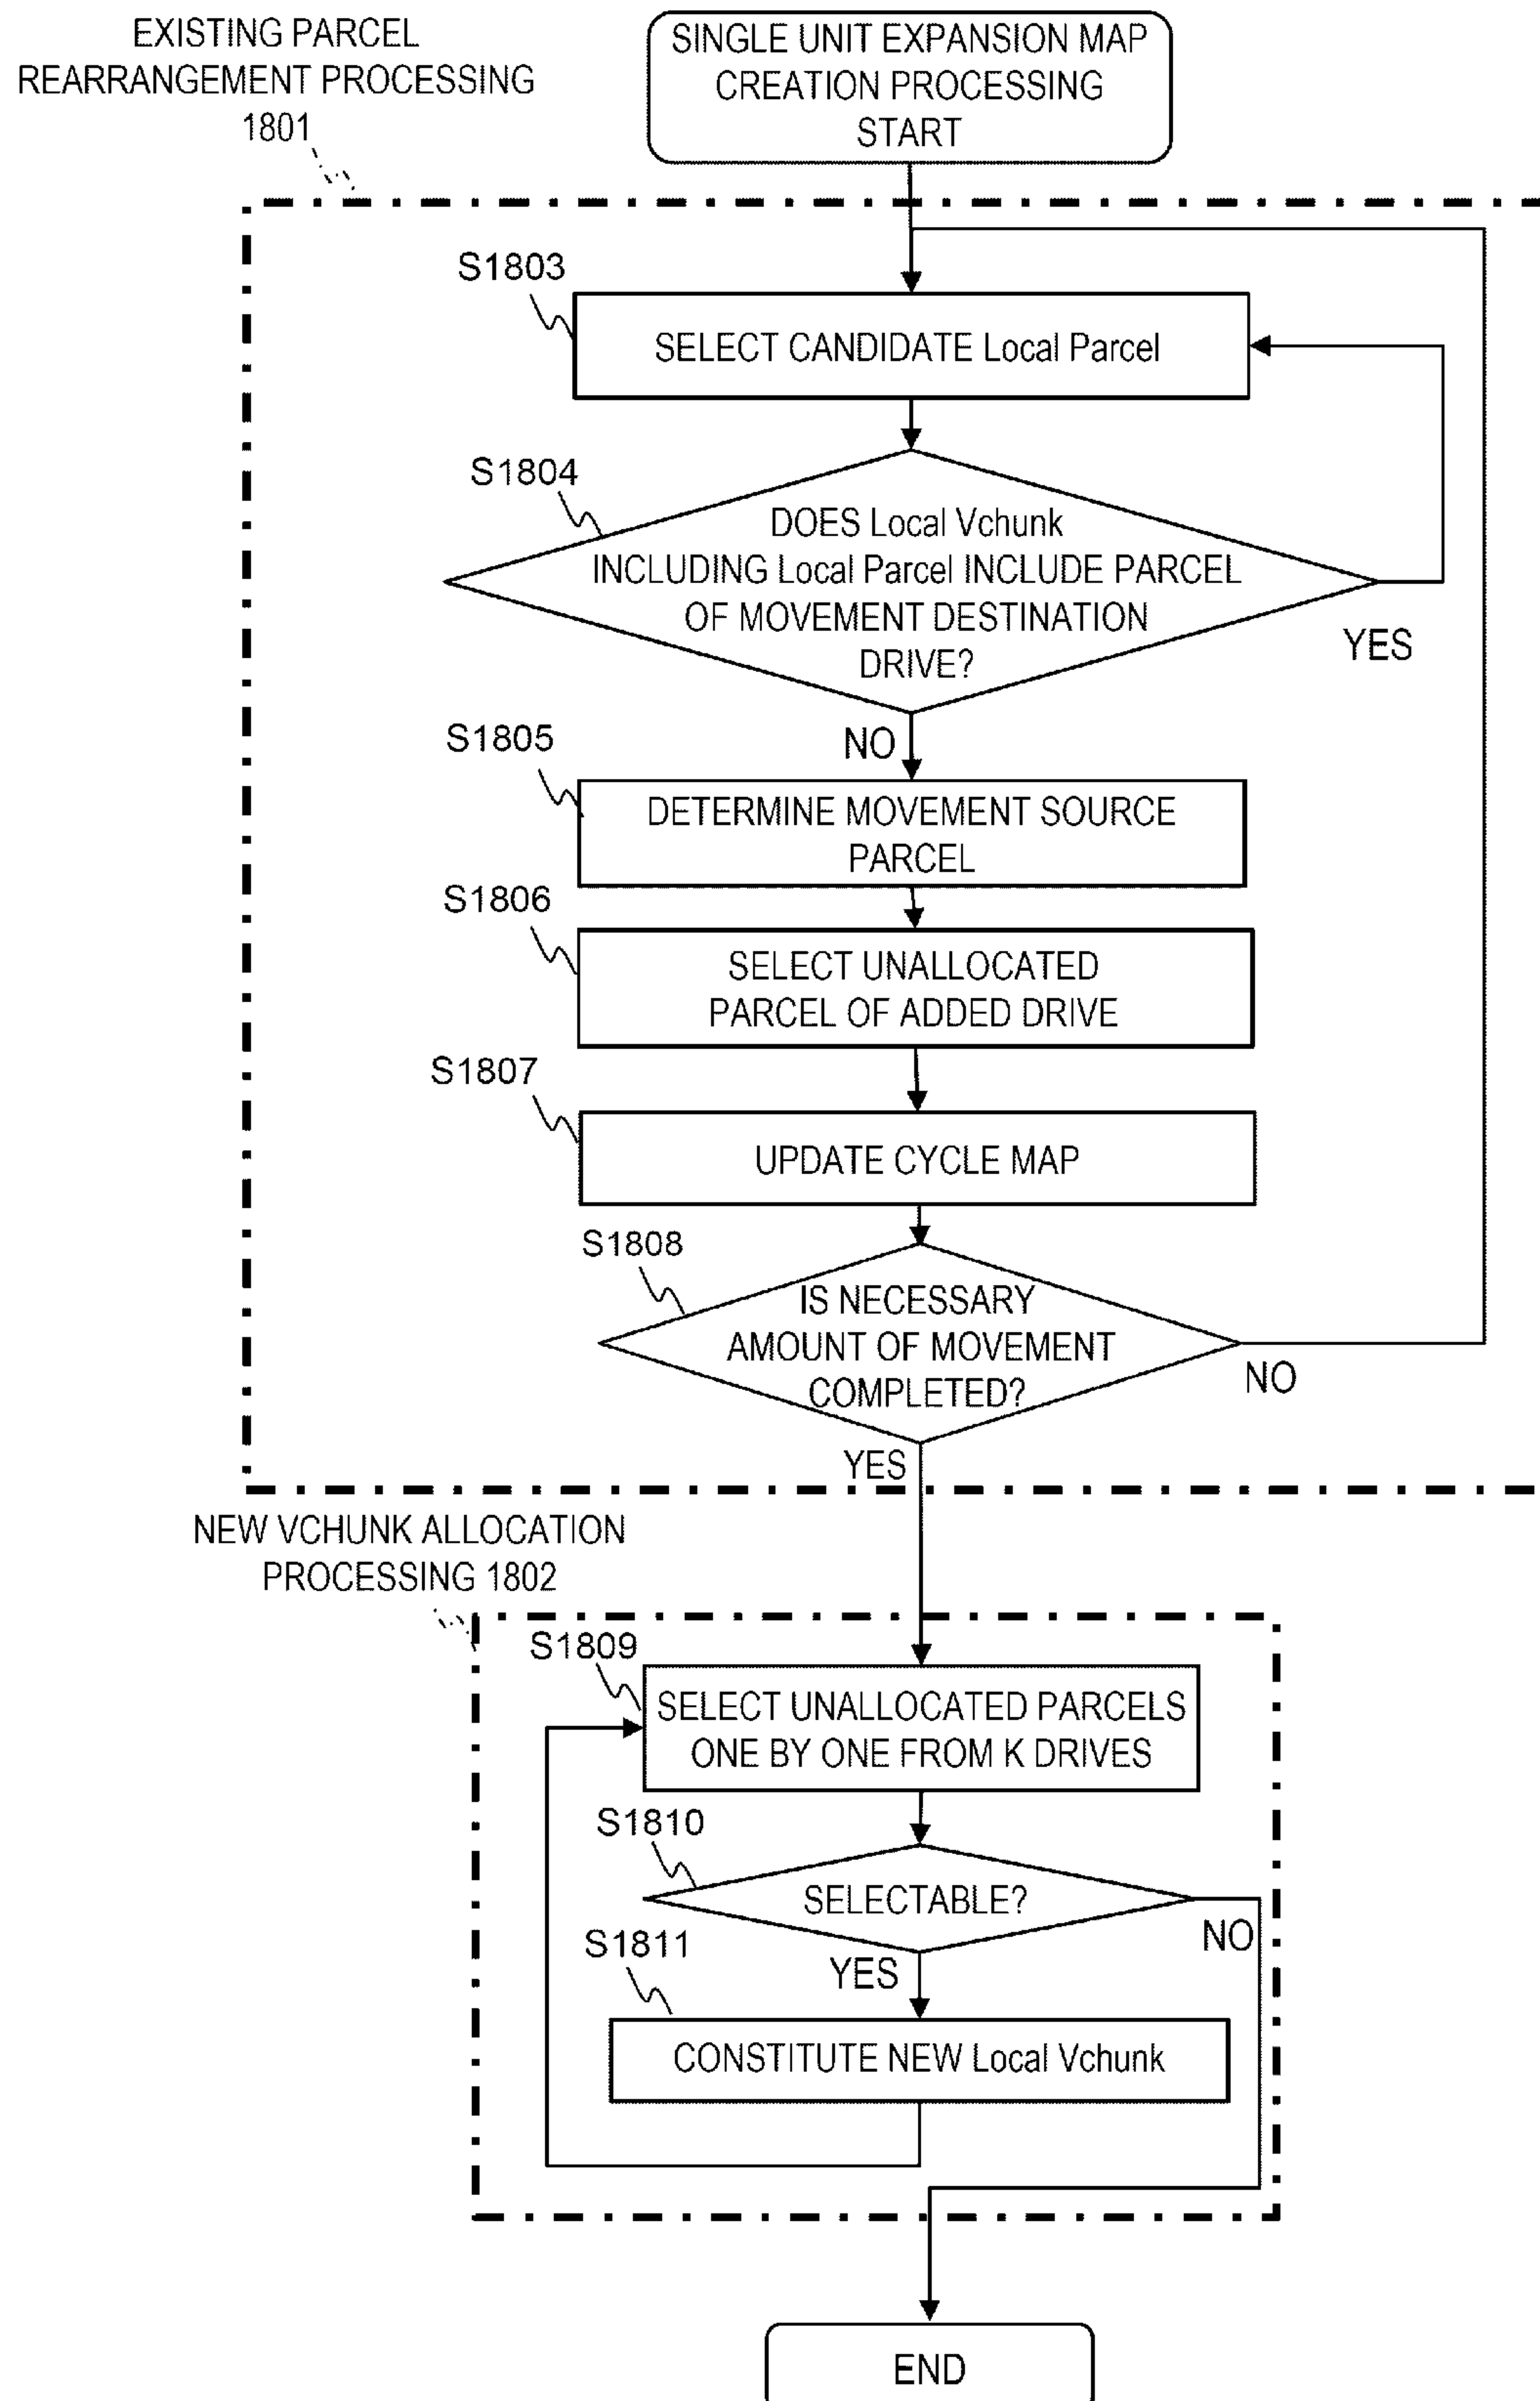 EXISTING PARCEL
REARRANGEMENT PROCESSING
1801
SINGLE UNIT EXPANSION MAP
CREATION PROCESSING
START
S1803
SELECT CANDIDATE Local Parcel
S1804
DOES Local Vchunk
INCLUDING Local Parcel INCLUDE PARCEL
OF MOVEMENT DESTINATION
DRIVE?
YES
NO
S1805
DETERMINE MOVEMENT SOURCE
PARCEL
S1806
SELECT UNALLOCATED
PARCEL OF ADDED DRIVE
S1807
UPDATE CYCLE MAP
S1808
IS NECESSARY
AMOUNT OF MOVEMENT
COMPLETED?
NO
YES
NEW VCHUNK ALLOCATION
PROCESSING 1802
S1809
SELECT UNALLOCATED PARCELS
ONE BY ONE FROM K DRIVES
S1810
SELECTABLE?
NO
YES
S1811
CONSTITUTE NEW Local Vchunk
END